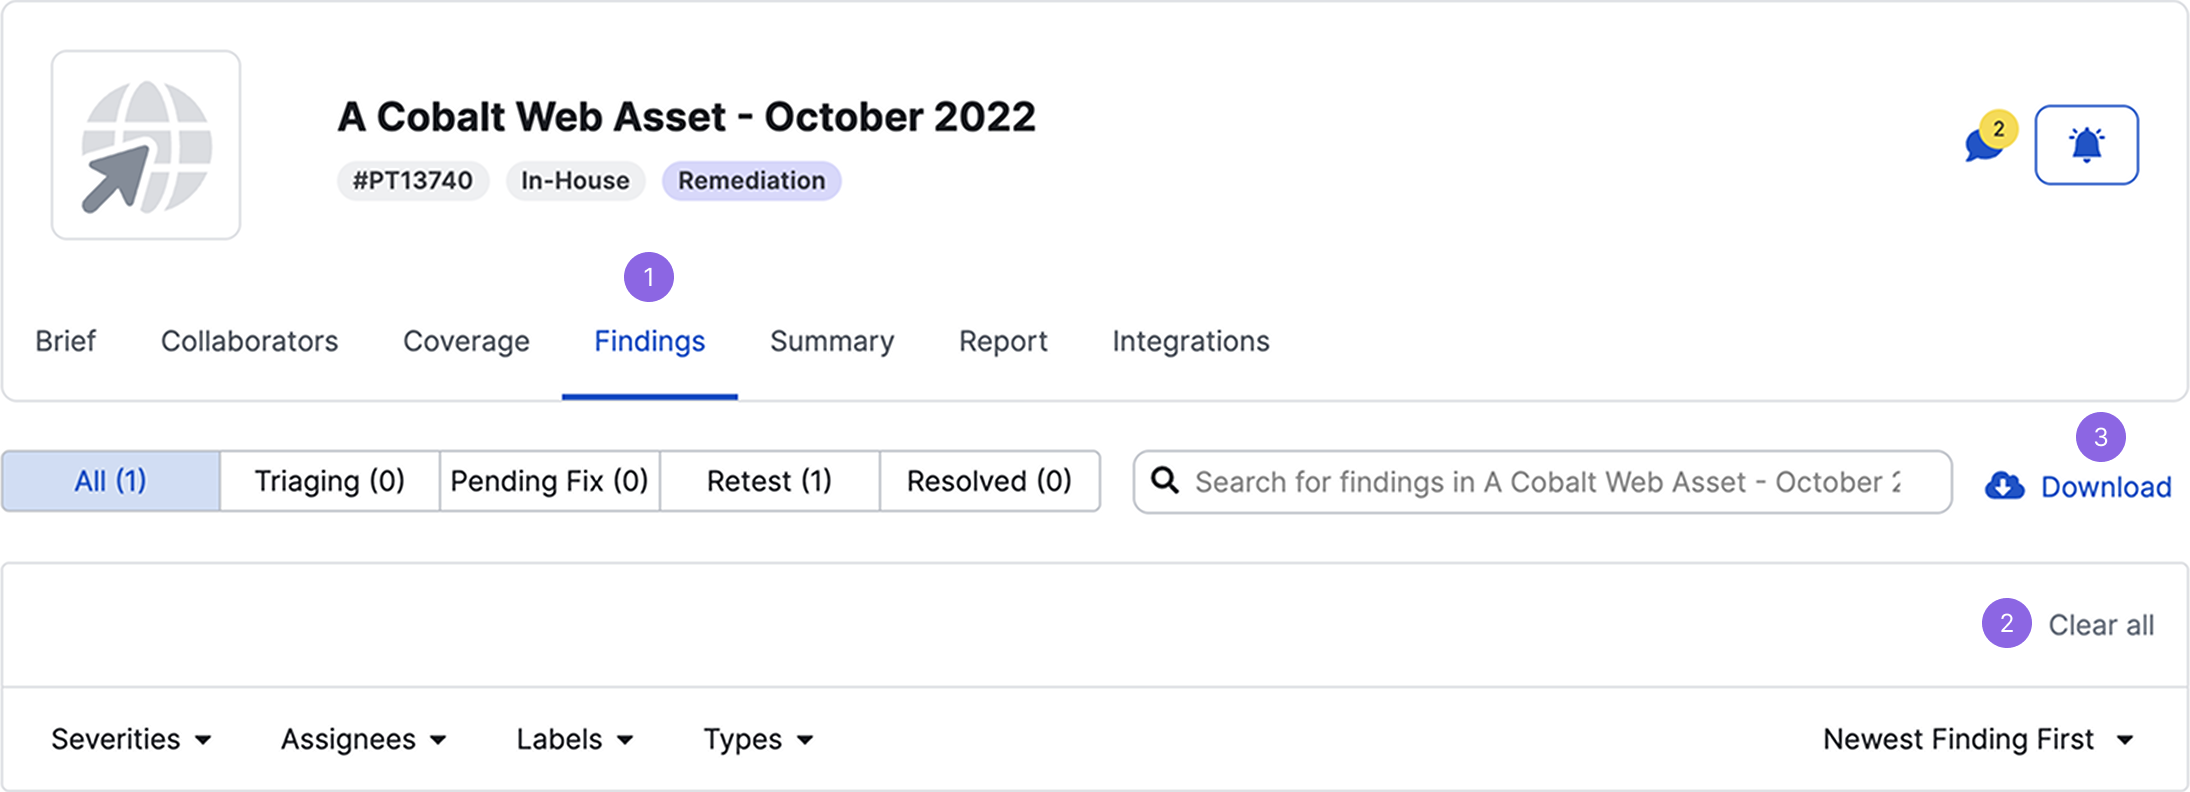 A Cobalt Web Asset - October 2022
2
#PT13740 In-House Remediation
1
Brief Collaborators Coverage Findings Summary Report Integrations
3
All (1) Triaging (0) Pending Fix (0) Retest (1) Resolved (0) Search for findings in A Cobalt Web Asset - October Download
2 Clear all
Severities Assignees Labels Types Newest Finding First